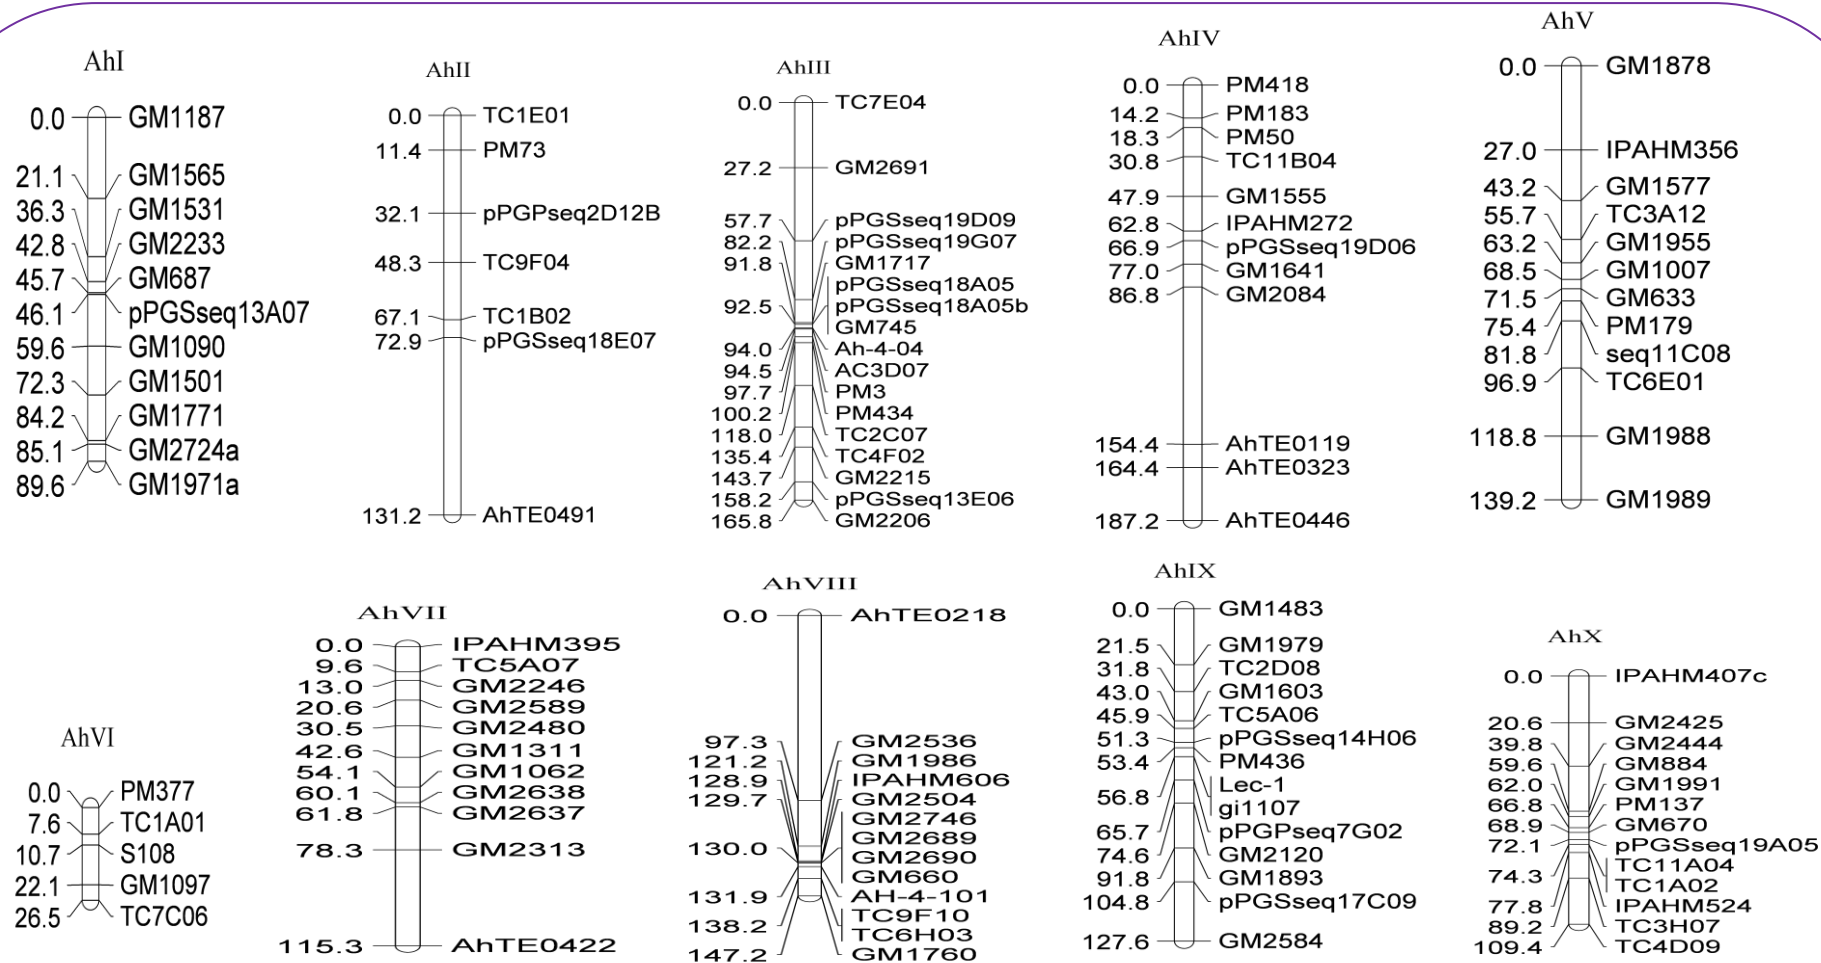 AhI
0.0 GM1187
21.1 GM1565
36.3 GM1531
42.8 GM2233
45.7 GM687
46.1 pPGSseq13A07
59.6 GM1090
72.3 GM1501
84.2 GM1771
85.1 GM2724a
89.6 GM1971a
AhII
0.0 TC1E01
11.4 PM73
32.1 pPGPseq2D12B
48.3 TC9F04
67.1 TC1B02
72.9 pPGSseq18E07
131.2 AhTE0491
AhIII
0.0 TC7E04
27.2 GM2691
57.7 pPGSseq19D09
82.2 pPGSseq19G07
91.8 GM1717
pPGSseq18A05
92.5 pPGSseq18A05b
GM745
94.0 Ah-4-04
94.5 AC3D07
97.7 PM3
100.2 PM434
118.0 TC2C07
135.4 TC4F02
143.7 GM2215
158.2 pPGSseq13E06
165.8 GM2206
AhIV
0.0 PM418
14.2 PM183
18.3 PM50
30.8 TC11B04
47.9 GM1555
62.8 IPAHM272
66.9 pPGSseq19D06
77.0 GM1641
86.8 GM2084
154.4 AhTE0119
164.4 AhTE0323
187.2 AhTE0446
AhV
0.0 GM1878
27.0 IPAHM356
43.2 GM1577
55.7 TC3A12
63.2 GM1955
68.5 GM1007
71.5 GM633
75.4 PM179
81.8 seq11C08
96.9 TC6E01
118.8 GM1988
139.2 GM1989
AhVI
0.0 PM377
7.6 TC1A01
10.7 S108
22.1 GM1097
26.5 TC7C06
AhVII
0.0 IPAHM395
9.6 TC5A07
13.0 GM2246
20.6 GM2589
30.5 GM2480
42.6 GM1311
54.1 GM1062
60.1 GM2638
61.8 GM2637
78.3 GM2313
115.3 AhTE0422
AhVIII
0.0 AhTE0218
97.3 GM2536
121.2 GM1986
128.9 IPAHM606
129.7 GM2504
GM2746
GM2689
130.0 GM2690
GM660
131.9 AH-4-101
TC9F10
138.2 TC6H03
147.2 GM1760
AhIX
0.0 GM1483
21.5 GM1979
31.8 TC2D08
43.0 GM1603
45.9 TC5A06
51.3 pPGSseq14H06
53.4 PM436
Lec-1
56.8 gi1107
65.7 pPGPseq7G02
74.6 GM2120
91.8 GM1893
104.8 pPGSseq17C09
127.6 GM2584
AhX
0.0 IPAHM407c
20.6 GM2425
39.8 GM2444
59.6 GM884
62.0 GM1991
66.8 PM137
68.9 GM670
72.1 pPGSseq19A05
TC11A04
74.3 TC1A02
77.8 IPAHM524
89.2 TC3H07
109.4 TC4D09